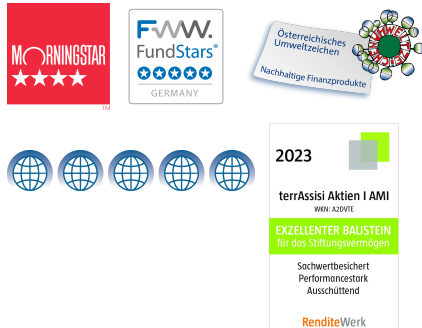 MORNINGSTAR
TM
FWW.
FundStars®
GERMANY
Österreichisches
Umweltzeichen
Nachhaltige Finanzprodukte
UMWELTZEICHEN
2023
terrAssisi Aktien I AMI
WKN: A2DVTE
EXZELLENTER BAUSTEIN
für das Stiftungsvermögen
Sachwertbesichert
Performancestark
Ausschüttend
RenditeWerk